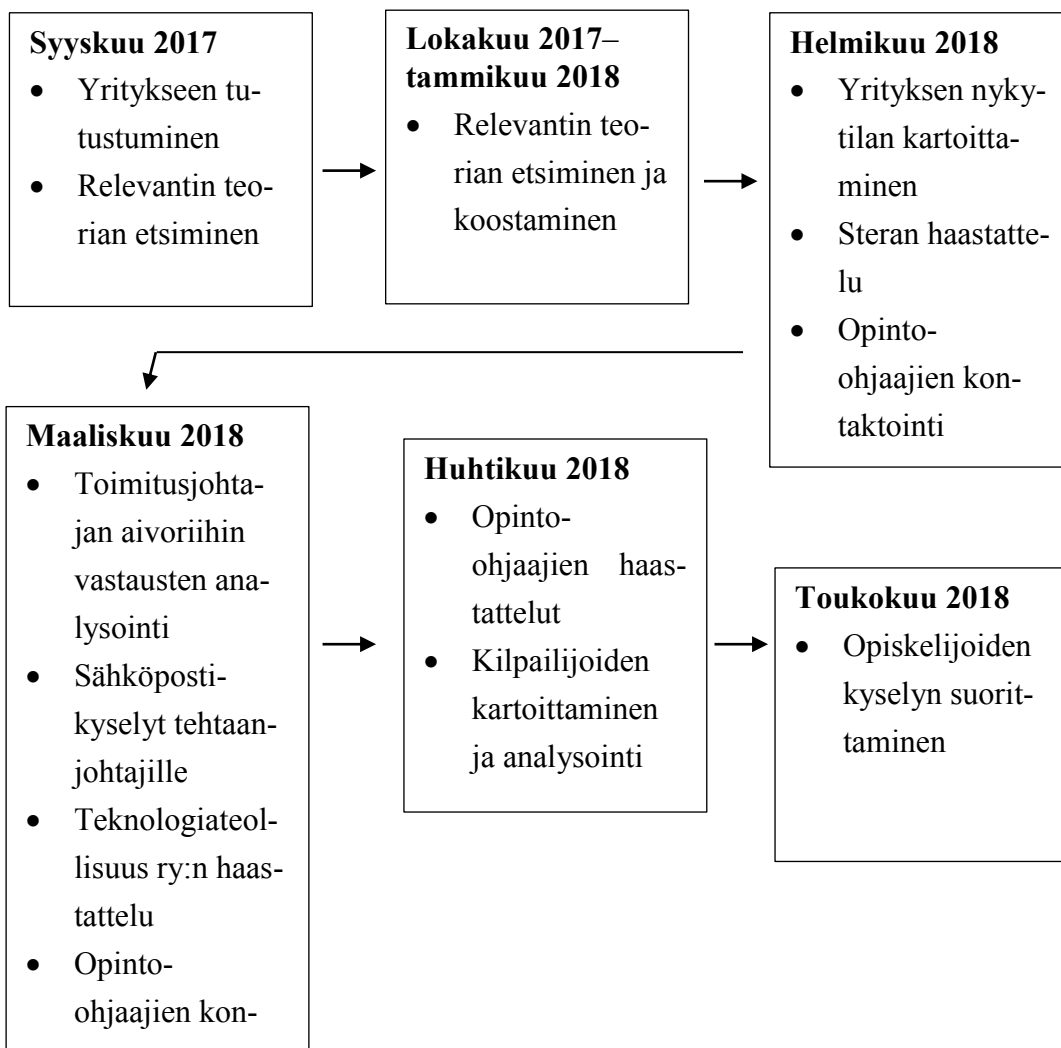 Syyskuu 2017
• Yritykseen tu-
tustuminen
• Relevantin teo-
rian etsiminen
Lokakuu 2017–
tammikuu 2018
• Relevantin teo-
rian etsiminen ja
koostaminen
Helmikuu 2018
• Yrityksen nyky-
tilan kartoitta-
minen
• Steran haastatte-
lu
• Opinto-
ohjaajien kon-
taktointi
Maaliskuu 2018
• Toimitusjohta-
jan aivoriihin
vastausten ana-
lysointi
• Sähköposti-
kyselyt tehtaan-
johtajille
• Teknologiateol-
lisuus ry:n haas-
tattelu
• Opinto-
ohjaajien kon-
Huhtikuu 2018
• Opinto-
ohjaajien haas-
tattelut
• Kilpailijoiden
kartoittaminen
ja analysointi
Toukokuu 2018
• Opiskelijoiden
kyselyn suorit-
taminen